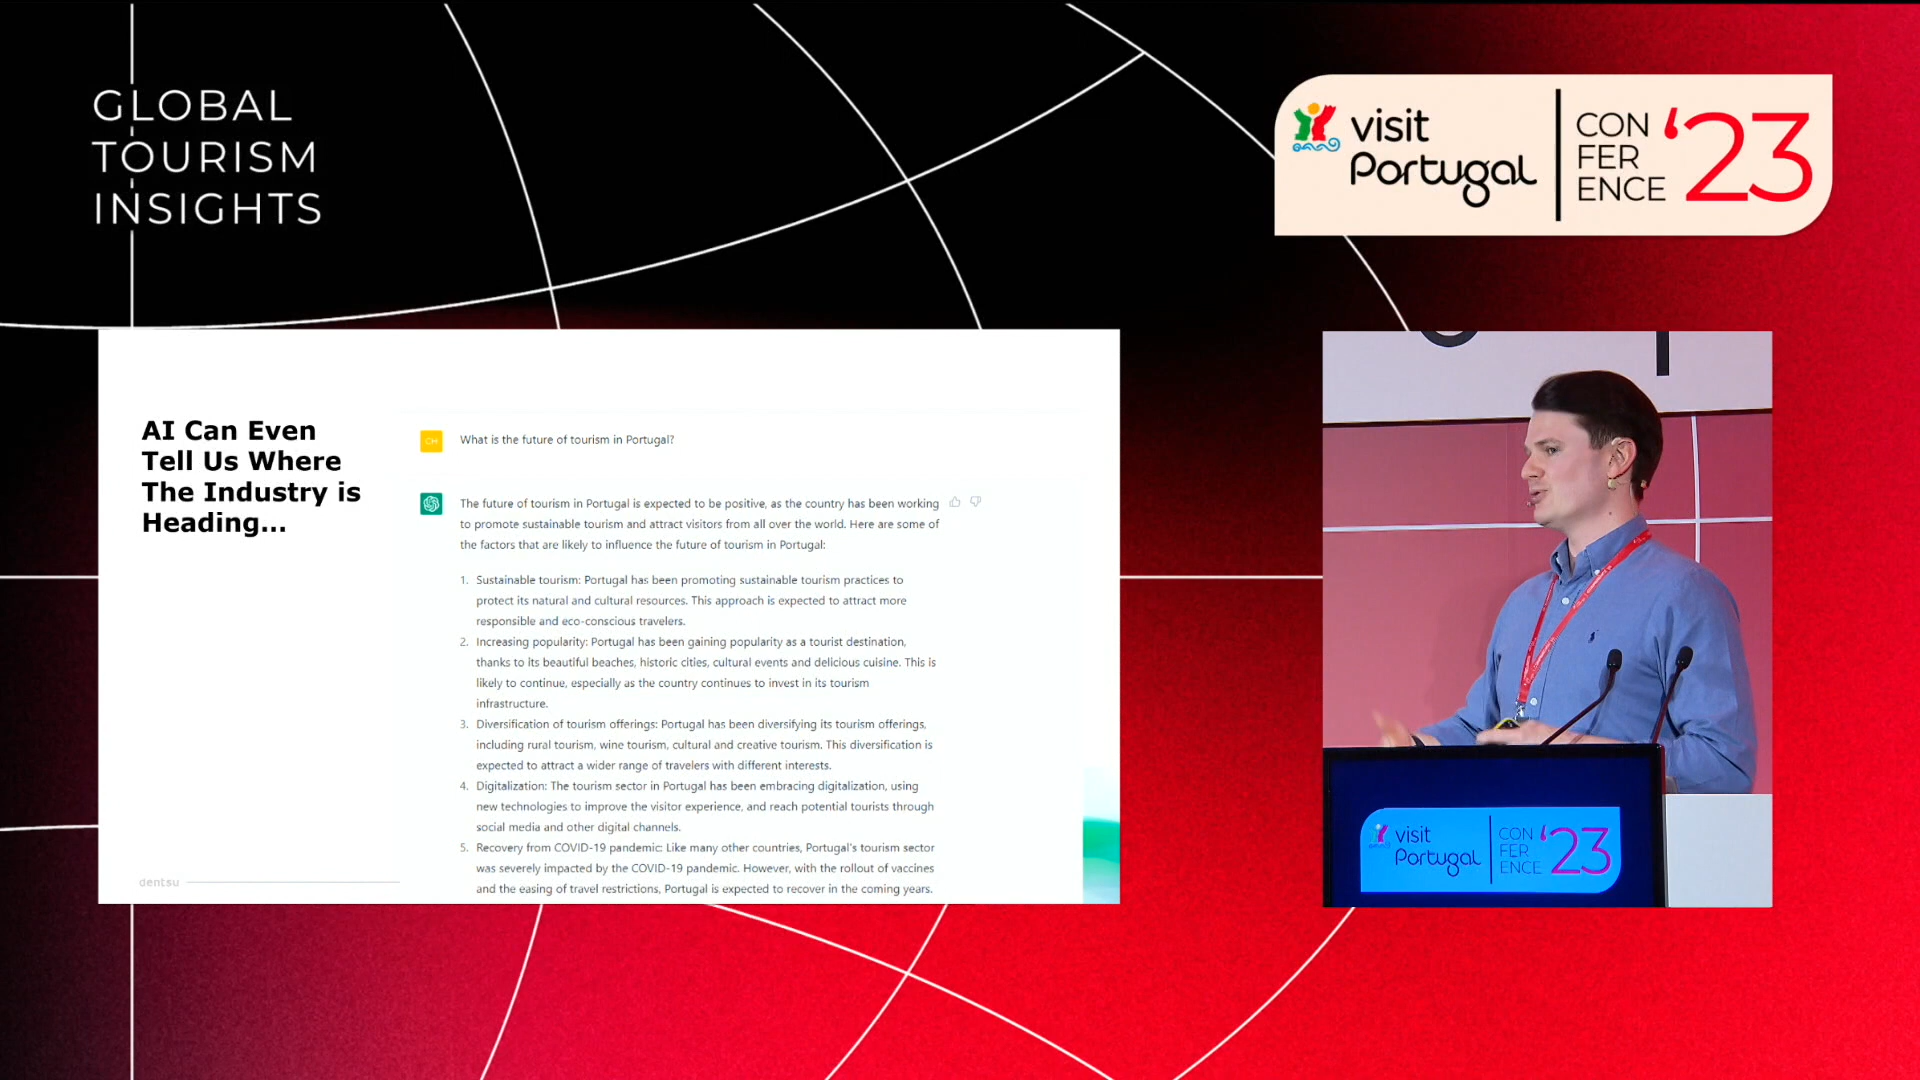 GLOBAL
TOURISM
INSIGHTS
visit
Portugal
CON
FER
ENCE
‘23
AI Can Even
Tell Us Where
The Industry is
Heading...
CH
What is the future of tourism in Portugal?
The future of tourism in Portugal is expected to be positive, as the country has been working
to promote sustainable tourism and attract visitors from all over the world. Here are some of
the factors that are likely to influence the future of tourism in Portugal:
1. Sustainable tourism: Portugal has been promoting sustainable tourism practices to
protect its natural and cultural resources. This approach is expected to attract more
responsible and eco-conscious travelers.
2. Increasing popularity: Portugal has been gaining popularity as a tourist destination,
thanks to its beautiful beaches, historic cities, cultural events and delicious cuisine. This is
likely to continue, especially as the country continues to invest in its tourism
infrastructure.
3. Diversification of tourism offerings: Portugal has been diversifying its tourism offerings,
including rural tourism, wine tourism, cultural and creative tourism. This diversification is
expected to attract a wider range of travelers with different interests.
4. Digitalization: The tourism sector in Portugal has been embracing digitalization, using
new technologies to improve the visitor experience, and reach potential tourists through
social media and other digital channels.
5. Recovery from COVID-19 pandemic: Like many other countries, Portugal's tourism sector
was severely impacted by the COVID-19 pandemic. However, with the rollout of vaccines
and the easing of travel restrictions, Portugal is expected to recover in the coming years.
dentsu
visit
Portugal
CON
FER
ENCE
‘23